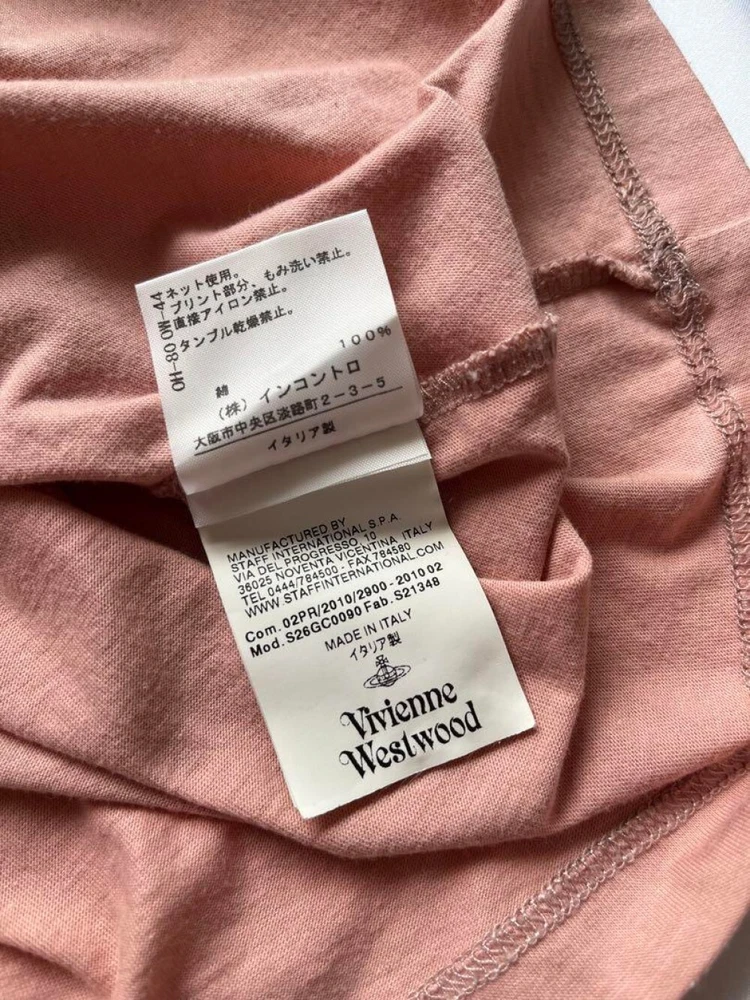 ネット使用。
プリント部分、もみ洗い禁止。
直接アイロン禁止。
タンブル乾燥禁止。
OH-80 OW-44
100%
綿
（株）インコントロ
大阪市中央区淡路町2-3-5
イタリア製
MANUFACTURED BY
STAFF INTERNATIONAL S.P.A.
VIA DEL PROGRESSO, 10
36025 NOVENTA VICENTINA, ITALY
TEL 0444/784500 - FAX 784580
WWW.STAFFINTERNATIONAL.COM
Com. 02PR/2010/2900 - 2010 02
Mod. S26GC0090 Fab. S21348
MADE IN ITALY
イタリア製
Vivienne
Westwood